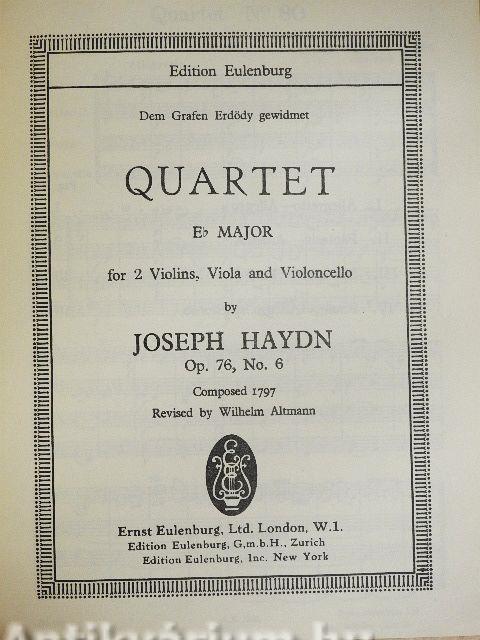 Edition Eulenburg
Dem Grafen Erdödy gewidmet
QUARTET
E♭ MAJOR
for 2 Violins, Viola and Violoncello
by
JOSEPH HAYDN
Op. 76, No. 6
Composed 1797
Revised by Wilhelm Altmann
Ernst Eulenburg, Ltd. London, W.1.
Edition Eulenburg, G.m.b.H., Zurich
Edition Eulenburg, Inc. New York
Antikvárium.hu